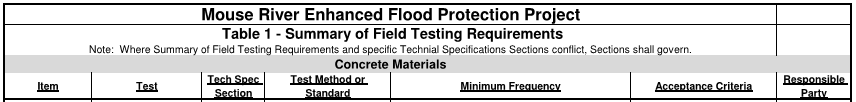 Mouse River Enhanced Flood Protection Project
Table 1 - Summary of Field Testing Requirements
Note:  Where Summary of Field Testing Requirements and specific Technial Specifications Sections conflict, Sections shall govern.
Concrete Materials
Item Test Tech Spec Section Test Method or Standard Minimum Frequency Acceptance Criteria Responsible Party